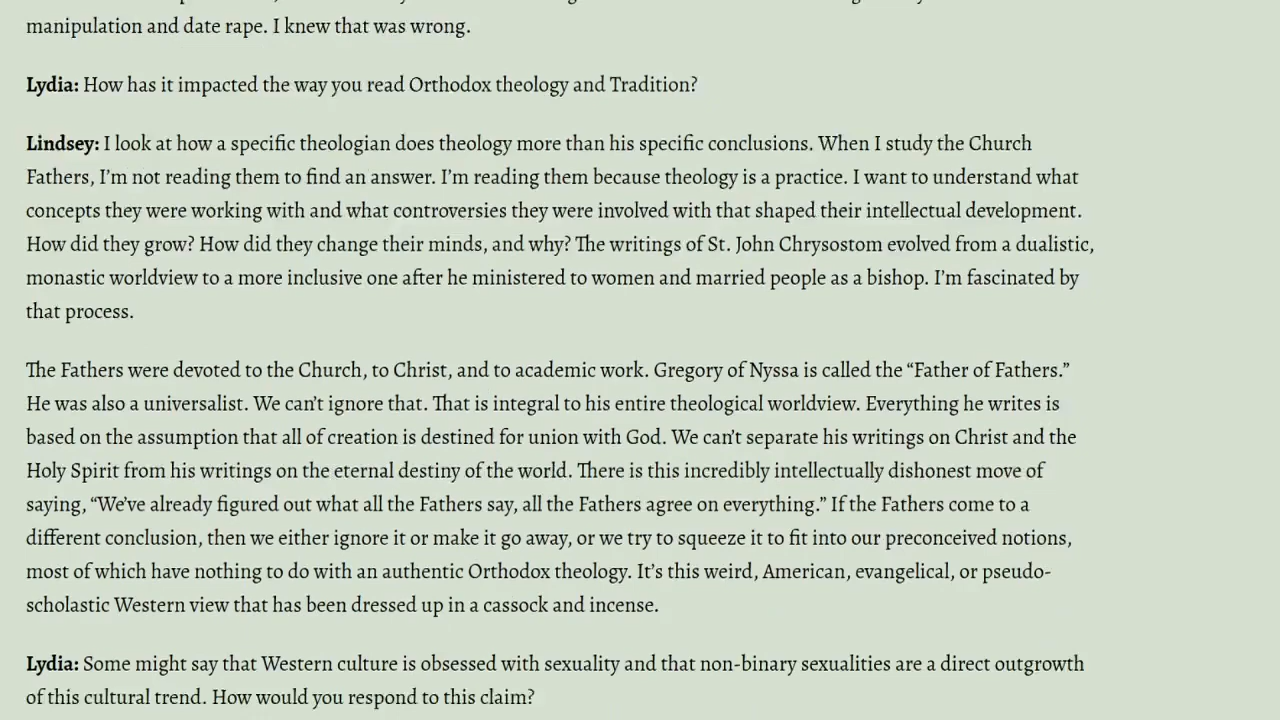 manipulation and date rape. I knew that was wrong.
Lydia: How has it impacted the way you read Orthodox theology and Tradition?
Lindsey: I look at how a specific theologian does theology more than his specific conclusions. When I study the Church
Fathers, I’m not reading them to find an answer. I’m reading them because theology is a practice. I want to understand what
concepts they were working with and what controversies they were involved with that shaped their intellectual development.
How did they grow? How did they change their minds, and why? The writings of St. John Chrysostom evolved from a dualistic,
monastic worldview to a more inclusive one after he ministered to women and married people as a bishop. I’m fascinated by
that process.
The Fathers were devoted to the Church, to Christ, and to academic work. Gregory of Nyssa is called the “Father of Fathers.”
He was also a universalist. We can’t ignore that. That is integral to his entire theological worldview. Everything he writes is
based on the assumption that all of creation is destined for union with God. We can’t separate his writings on Christ and the
Holy Spirit from his writings on the eternal destiny of the world. There is this incredibly intellectually dishonest move of
saying, “We’ve already figured out what all the Fathers say, all the Fathers agree on everything.” If the Fathers come to a
different conclusion, then we either ignore it or make it go away, or we try to squeeze it to fit into our preconceived notions,
most of which have nothing to do with an authentic Orthodox theology. It’s this weird, American, evangelical, or pseudo-
scholastic Western view that has been dressed up in a cassock and incense.
Lydia: Some might say that Western culture is obsessed with sexuality and that non-binary sexualities are a direct outgrowth
of this cultural trend. How would you respond to this claim?